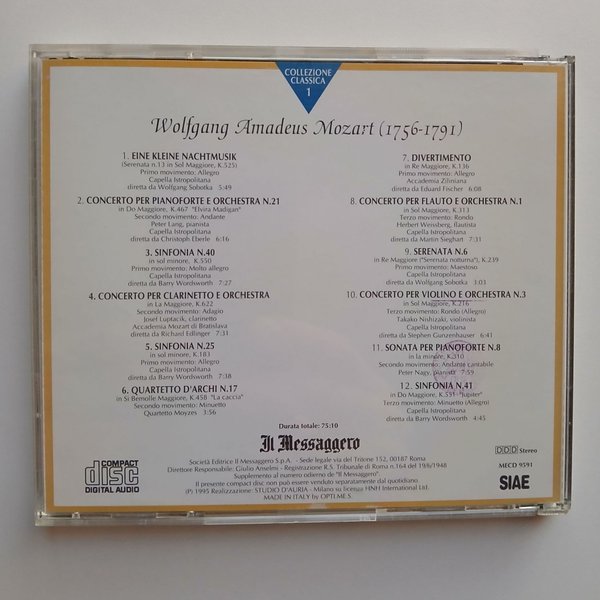 COLLEZIONE
CLASSICA
1
Wolfgang Amadeus Mozart (1756-1791)
1. EINE KLEINE NACHTMUSIK
(Serenata n.13 in Sol Maggiore, K.525)
Primo movimento: Allegro
Capella Istropolitana
diretta da Wolfgang Sobotka 5:49
2. CONCERTO PER PIANOFORTE E ORCHESTRA N.21
in Do Maggiore, K.467 "Elvira Madigan"
Secondo movimento: Andante
Peter Lang, pianista
Capella Istropolitana
diretta da Christoph Eberle 6:16
3. SINFONIA N.40
in sol minore, K.550
Primo movimento: Molto allegro
Capella Istropolitana
diretta da Barry Wordsworth 7:27
4. CONCERTO PER CLARINETTO E ORCHESTRA
in La Maggiore, K.622
Secondo movimento: Adagio
Josef Luptacik, clarinetto
Accademia Mozart di Bratislava
diretta da Richard Edlinger 7:31
5. SINFONIA N.25
in sol minore, K.183
Primo movimento: Allegro
Capella Istropolitana
diretta da Barry Wordsworth 7:38
6. QUARTETTO D'ARCHI N.17
in Si Bemolle Maggiore, K.458 "La caccia"
Secondo movimento: Minuetto
Quartetto Moyzes 3:56
7. DIVERTIMENTO
in Re Maggiore, K.136
Primo movimento: Allegro
Accademia Ziliniana
diretta da Eduard Fischer 6:08
8. CONCERTO PER FLAUTO E ORCHESTRA N.1
in Sol Maggiore, K.313
Terzo movimento: Rondo
Herbert Weissberg, flautista
Capella Istropolitana
diretta da Martin Sieghart 7:31
9. SERENATA N.6
in Re Maggiore ("Serenata notturna"), K.239
Primo movimento: Maestoso
Capella Istropolitana
diretta da Wolfgang Sobotka 3:03
10. CONCERTO PER VIOLINO E ORCHESTRA N.3
in Sol Maggiore, K.216
Terzo movimento: Rondo (Allegro)
Takako Nishizaki, violinista
Capella Istropolitana
diretta da Stephen Gunzenhauser 6:41
11. SONATA PER PIANOFORTE N.8
in la minore, K.310
Secondo movimento: Andante cantabile
Peter Nagy, pianista 7:59
12. SINFONIA N.41
in Do Maggiore, K.551 "Jupiter"
Terzo movimento: Minuetto (Allegro)
Capella Istropolitana
diretta da Barry Wordsworth 4:45
Durata totale: 75:10
Il Messaggero
Società Editrice Il Messaggero S.p.A. - Sede legale via del Tritone 152, 00187 Roma
Direttore Responsabile: Giulio Anselmi - Registrazione R.S. Tribunale di Roma n.164 del 19/6/1948
Supplemento al numero odierno de "Il Messaggero".
Il presente compact disc non può essere venduto separatamente dal quotidiano
(P) 1995 Realizzazione: STUDIO D'AURIA - Milano su licenza HNH International Ltd.
MADE IN ITALY by OPTI.ME.S.
COMPACT
disc
DIGITAL AUDIO
DDD Stereo
MECD 9591
SIAE